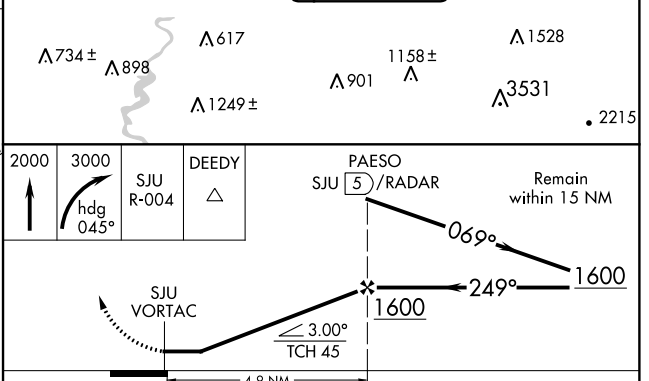 734 ±
898
617
1249 ±
901
1158 ±
1528
3531
2215
2000
3000
hdg
045°
SJU
R-004
DEEDY
PAESO
SJU 5 /RADAR
Remain
within 15 NM
069°
1600
249°
1600
SJU
VORTAC
3.00°
TCH 45
4.8 NM